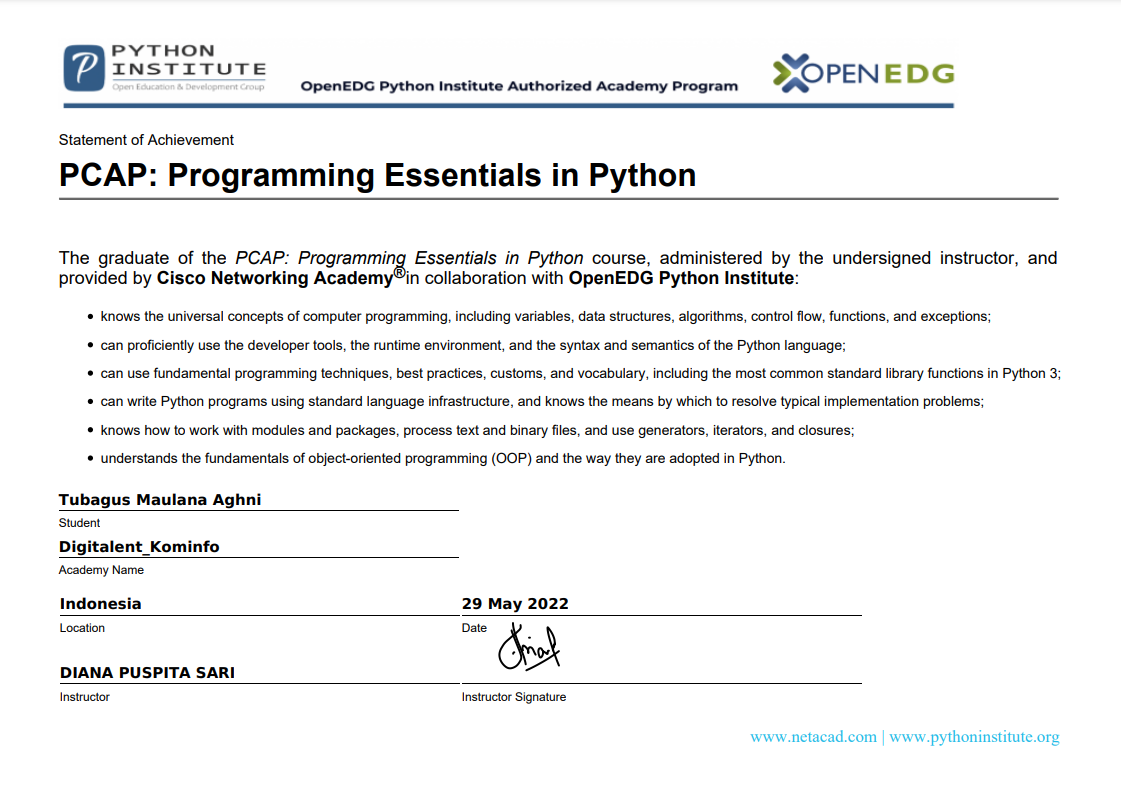 PYTHON
INSTITUTE
Open Education & Development Group
OpenEDG Python Institute Authorized Academy Program
OPENEDG
Statement of Achievement
PCAP: Programming Essentials in Python
The graduate of the PCAP: Programming Essentials in Python course, administered by the undersigned instructor, and
provided by Cisco Networking Academy®in collaboration with OpenEDG Python Institute:
• knows the universal concepts of computer programming, including variables, data structures, algorithms, control flow, functions, and exceptions;
• can proficiently use the developer tools, the runtime environment, and the syntax and semantics of the Python language;
• can use fundamental programming techniques, best practices, customs, and vocabulary, including the most common standard library functions in Python 3;
• can write Python programs using standard language infrastructure, and knows the means by which to resolve typical implementation problems;
• knows how to work with modules and packages, process text and binary files, and use generators, iterators, and closures;
• understands the fundamentals of object-oriented programming (OOP) and the way they are adopted in Python.
Tubagus Maulana Aghni
Student
Digitalent_Kominfo
Academy Name
Indonesia
29 May 2022
Location
Date
DIANA PUSPITA SARI
Instructor
Instructor Signature
www.netacad.com | www.pythoninstitute.org